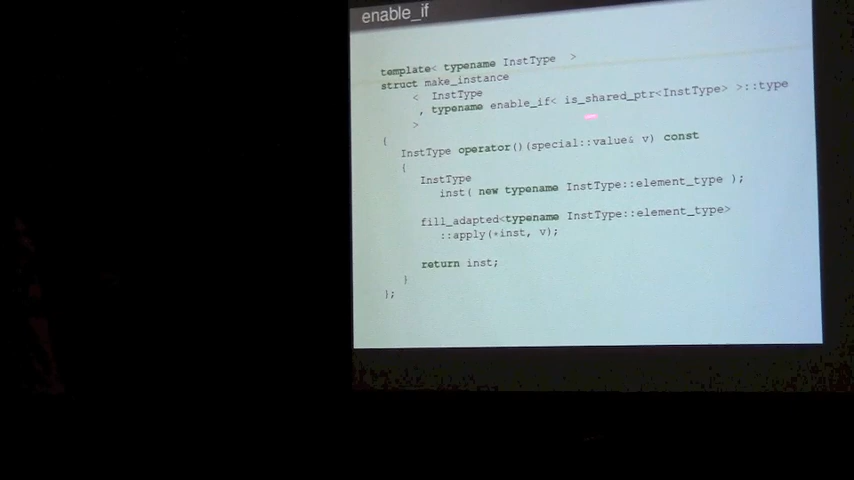 enable_if
template< typename InstType >
struct make_instance
< InstType
, typename enable_if< is_shared_ptr<InstType> >::type
>
{
InstType operator()(special::value& v) const
{
InstType
inst( new typename InstType::element_type );
fill_adapted<typename InstType::element_type>
::apply(*inst, v);
return inst;
}
};